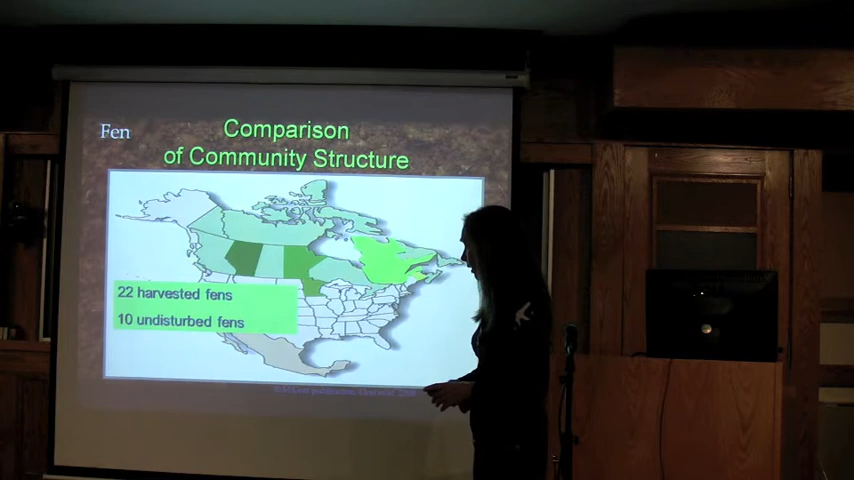 Fen
Comparison
of Community Structure
22 harvested fens
10 undisturbed fens